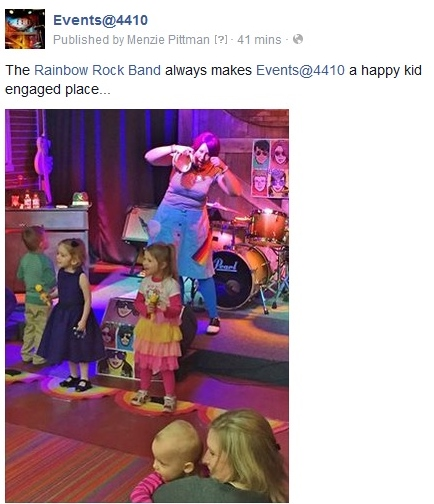 Events@4410
Published by Menzie Pittman [?] · 41 mins ·
The Rainbow Rock Band always makes Events@4410 a happy kid
engaged place...
Pearl